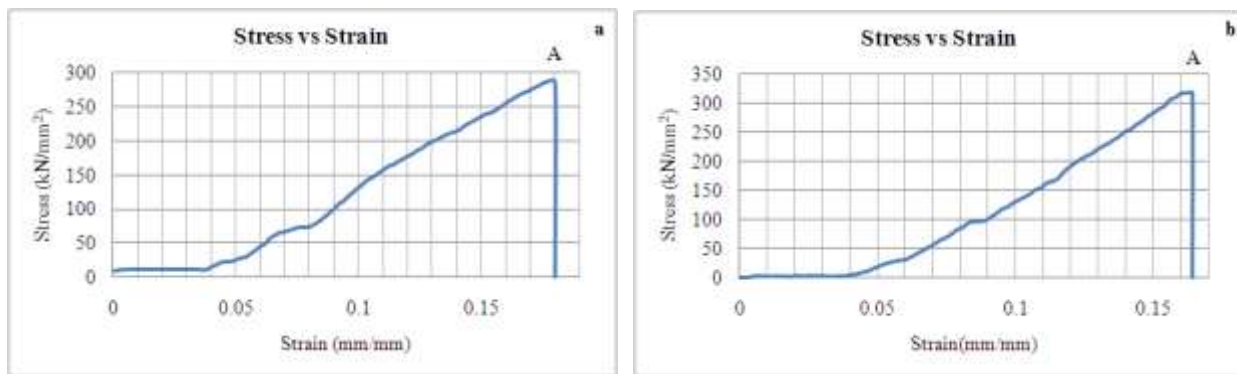 Stress vs Strain
a
A
300
250
200
150
100
50
0
Stress (kN/mm²)
0 0.05 0.1 0.15
Strain (mm/mm)
Stress vs Strain
b
A
350
300
250
200
150
100
50
0
Stress (kN/mm²)
0 0.05 0.1 0.15
Strain(mm/mm)